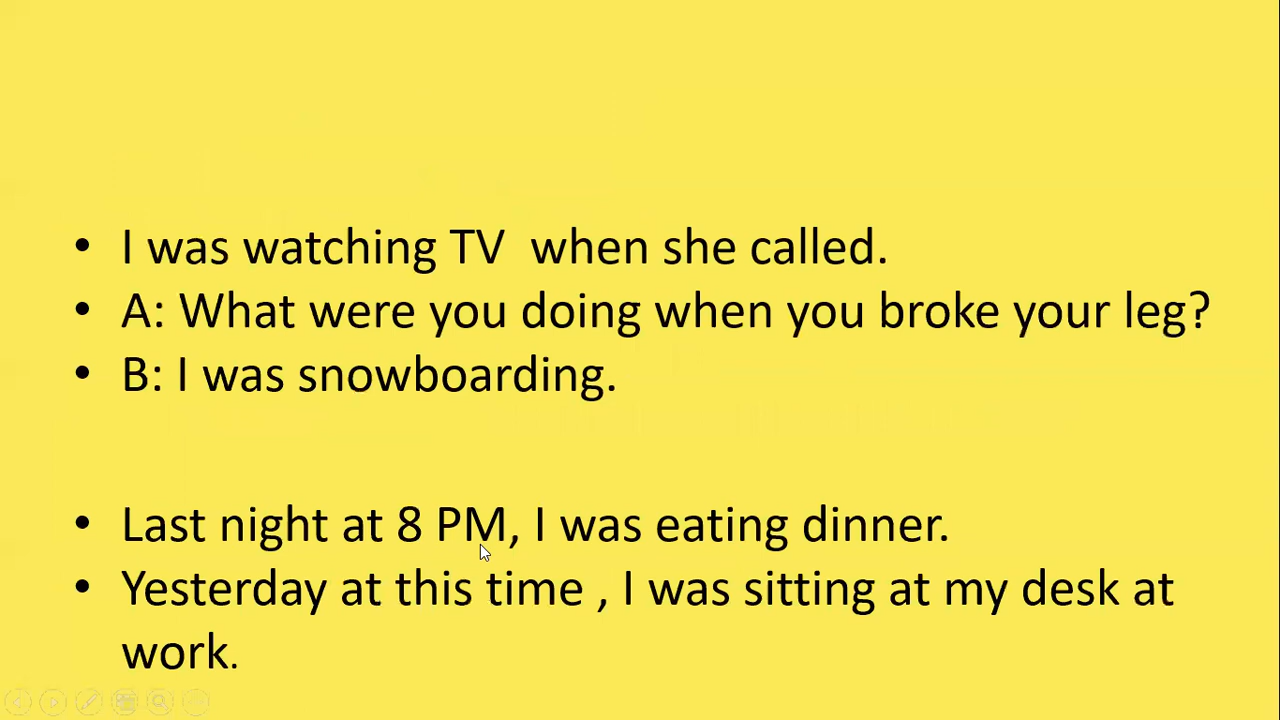 • I was watching TV  when she called.
• A: What were you doing when you broke your leg?
• B: I was snowboarding.
• Last night at 8 PM, I was eating dinner.
• Yesterday at this time , I was sitting at my desk at
work.